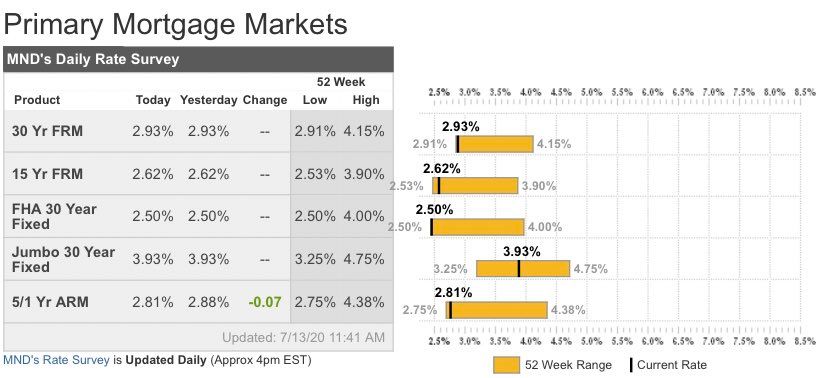 Primary Mortgage Markets
MND's Daily Rate Survey
52 Week
Product Today Yesterday Change Low High
30 Yr FRM 2.93% 2.93% -- 2.91% 4.15%
15 Yr FRM 2.62% 2.62% -- 2.53% 3.90%
FHA 30 Year
Fixed 2.50% 2.50% -- 2.50% 4.00%
Jumbo 30 Year
Fixed 3.93% 3.93% -- 3.25% 4.75%
5/1 Yr ARM 2.81% 2.88% -0.07 2.75% 4.38%
Updated: 7/13/20 11:41 AM
MND's Rate Survey is Updated Daily (Approx 4pm EST)
2.5% 3.0% 3.5% 4.0% 4.5% 5.0% 5.5% 6.0% 6.5% 7.0% 7.5% 8.0% 8.5%
2.93%
2.91% 4.15%
2.62%
2.53% 3.90%
2.50%
2.50% 4.00%
3.93%
3.25% 4.75%
2.81%
2.75% 4.38%
2.5% 3.0% 3.5% 4.0% 4.5% 5.0% 5.5% 6.0% 6.5% 7.0% 7.5% 8.0% 8.5%
52 Week Range Current Rate